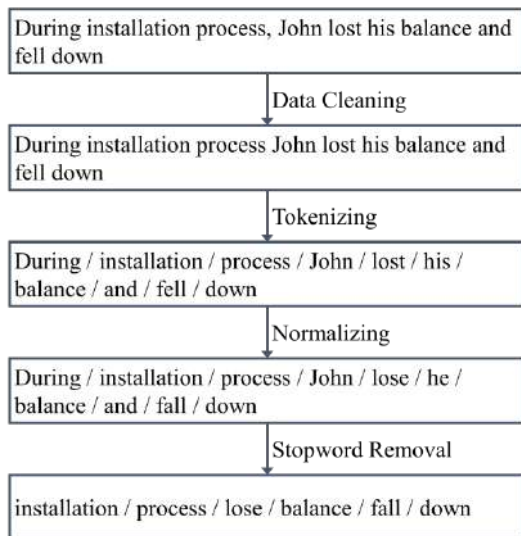 During installation process, John lost his balance and
fell down
Data Cleaning
During installation process John lost his balance and
fell down
Tokenizing
During / installation / process / John / lost / his /
balance / and / fell / down
Normalizing
During / installation / process / John / lose / he /
balance / and / fall / down
Stopword Removal
installation / process / lose / balance / fall / down